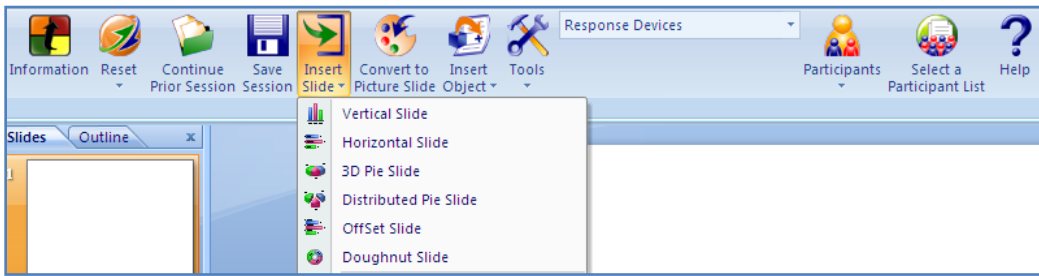 Response Devices
Information Reset Continue Save Insert Convert to Insert Tools Participants Select a Help
Prior Session Session Slide Picture Slide Object Participant List
Vertical Slide
Slides Outline x
Horizontal Slide
1
3D Pie Slide
Distributed Pie Slide
OffSet Slide
Doughnut Slide